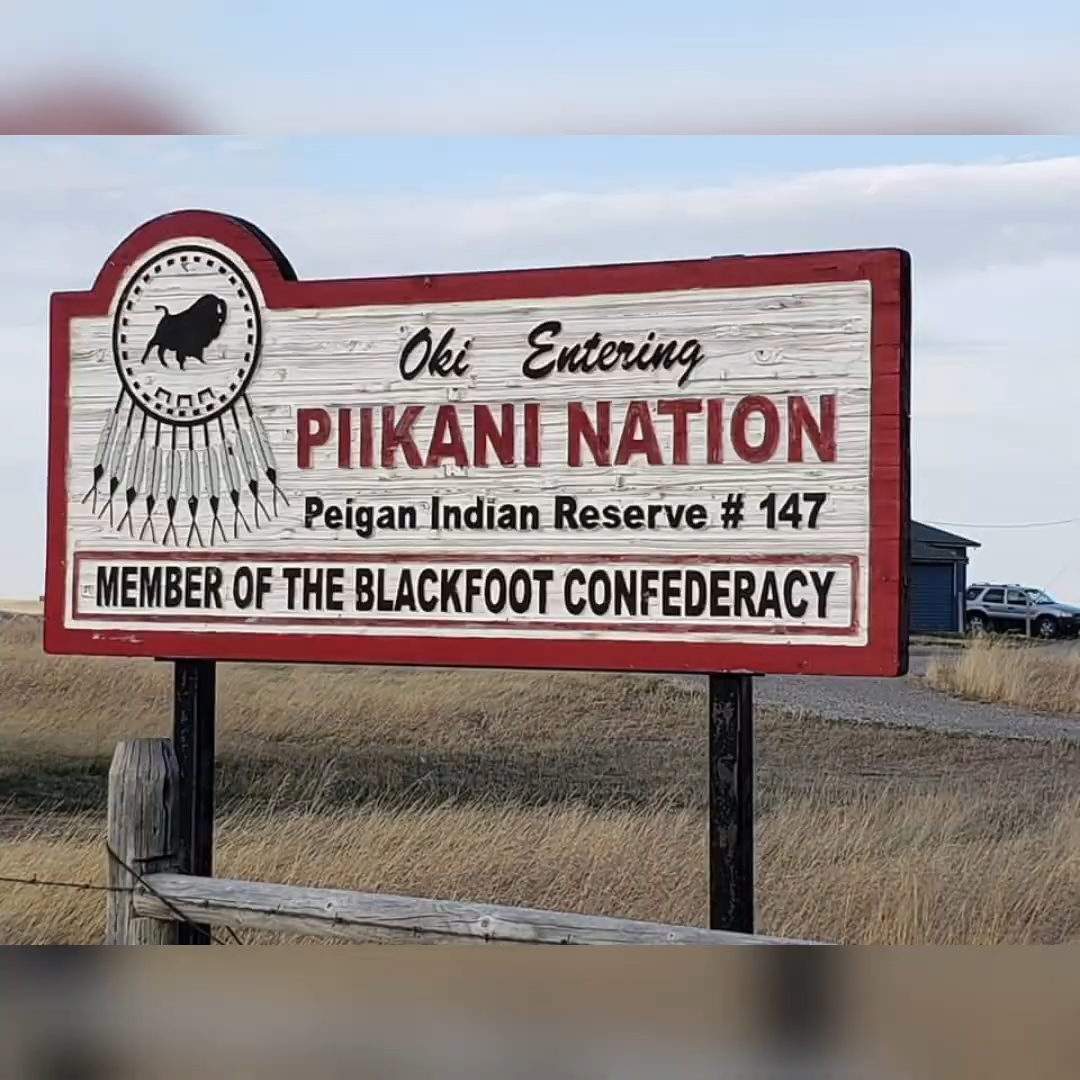 Oki Entering
PIIKANI NATION
Peigan Indian Reserve # 147
MEMBER OF THE BLACKFOOT CONFEDERACY